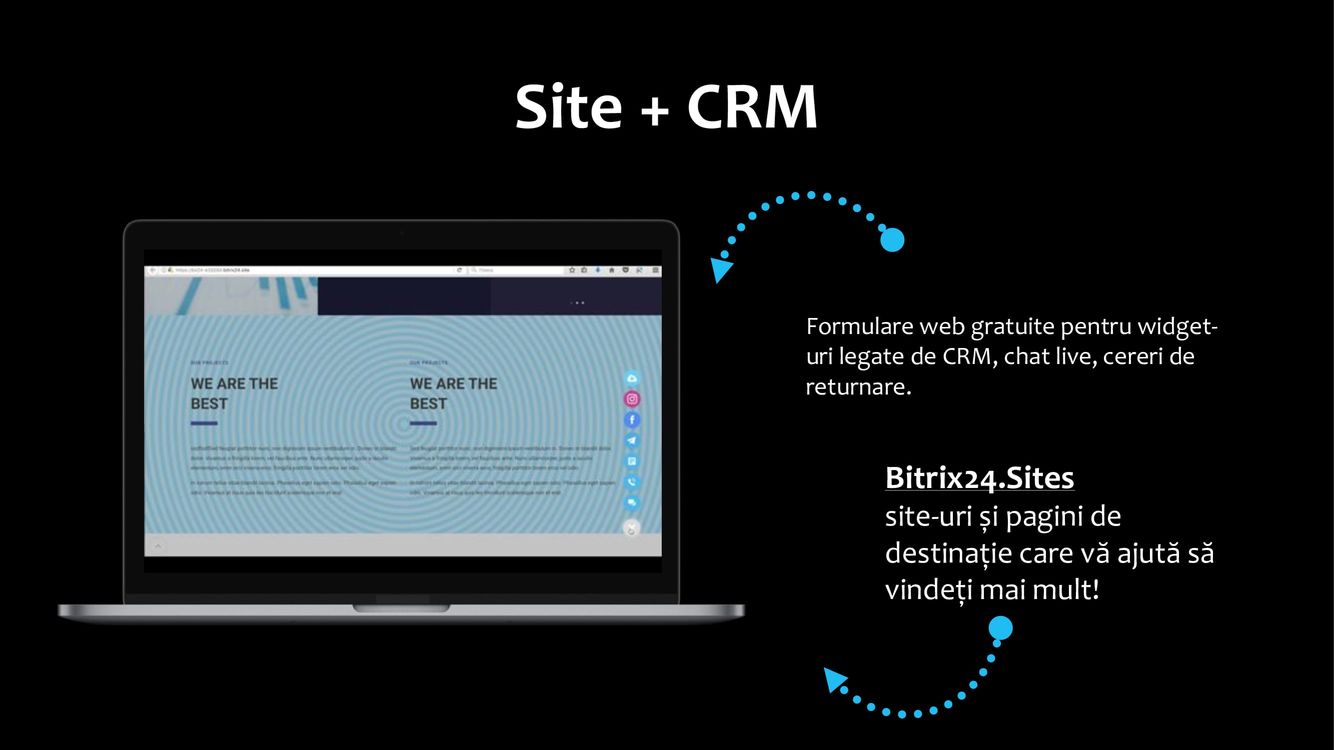 Site + CRM
OUR PROJECTS
WE ARE THE
BEST
OUR PROJECTS
WE ARE THE
BEST
Formulare web gratuite pentru widget-
uri legate de CRM, chat live, cereri de
returnare.
Bitrix24.Sites
site-uri și pagini de
destinație care vă ajută să
vindeți mai mult!